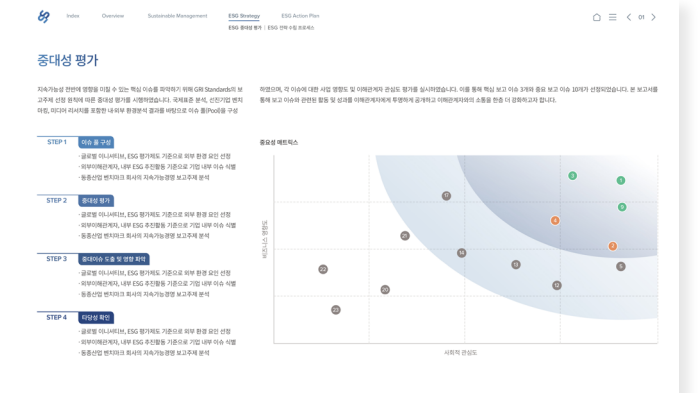 Index Overview Sustainable Management ESG Strategy ESG Action Plan 01
ESG 중대성 평가 | ESG 전략 수립 프로세스
중대성 평가
지속가능성 전반에 영향을 미칠 수 있는 핵심 이슈를 파악하기 위해 GRI Standards의 보
고주제 선정 원칙에 따른 중대성 평가를 시행하였습니다. 국제표준 분석, 선진기업 벤치
마킹, 미디어 리서치를 포함한 내·외부 환경분석 결과를 바탕으로 이슈 풀(Pool)을 구성
하였으며, 각 이슈에 대한 사업 영향도 및 이해관계자 관심도 평가를 실시하였습니다. 이를 통해 핵심 보고 이슈 3개와 중요 보고 이슈 10개가 선정되었습니다. 본 보고서를
통해 보고 이슈와 관련된 활동 및 성과를 이해관계자에게 투명하게 공개하고 이해관계자와의 소통을 한층 더 강화하고자 합니다.
STEP 1 이슈 풀 구성
· 글로벌 이니셔티브, ESG 평가제도 기준으로 외부 환경 요인 선정
· 외부이해관계자, 내부 ESG 추진활동 기준으로 기업 내부 이슈 식별
· 동종산업 벤치마크 회사의 지속가능경영 보고주제 분석
STEP 2 중대성 평가
· 글로벌 이니셔티브, ESG 평가제도 기준으로 외부 환경 요인 선정
· 외부이해관계자, 내부 ESG 추진활동 기준으로 기업 내부 이슈 식별
· 동종산업 벤치마크 회사의 지속가능경영 보고주제 분석
STEP 3 중대이슈 도출 및 영향 파악
· 글로벌 이니셔티브, ESG 평가제도 기준으로 외부 환경 요인 선정
· 외부이해관계자, 내부 ESG 추진활동 기준으로 기업 내부 이슈 식별
· 동종산업 벤치마크 회사의 지속가능경영 보고주제 분석
STEP 4 타당성 확인
· 글로벌 이니셔티브, ESG 평가제도 기준으로 외부 환경 요인 선정
· 외부이해관계자, 내부 ESG 추진활동 기준으로 기업 내부 이슈 식별
· 동종산업 벤치마크 회사의 지속가능경영 보고주제 분석
중요성 매트릭스
비즈니스 영향도
3
1
17
9
4
21
2
14
13
5
22
12
20
23
사회적 관심도